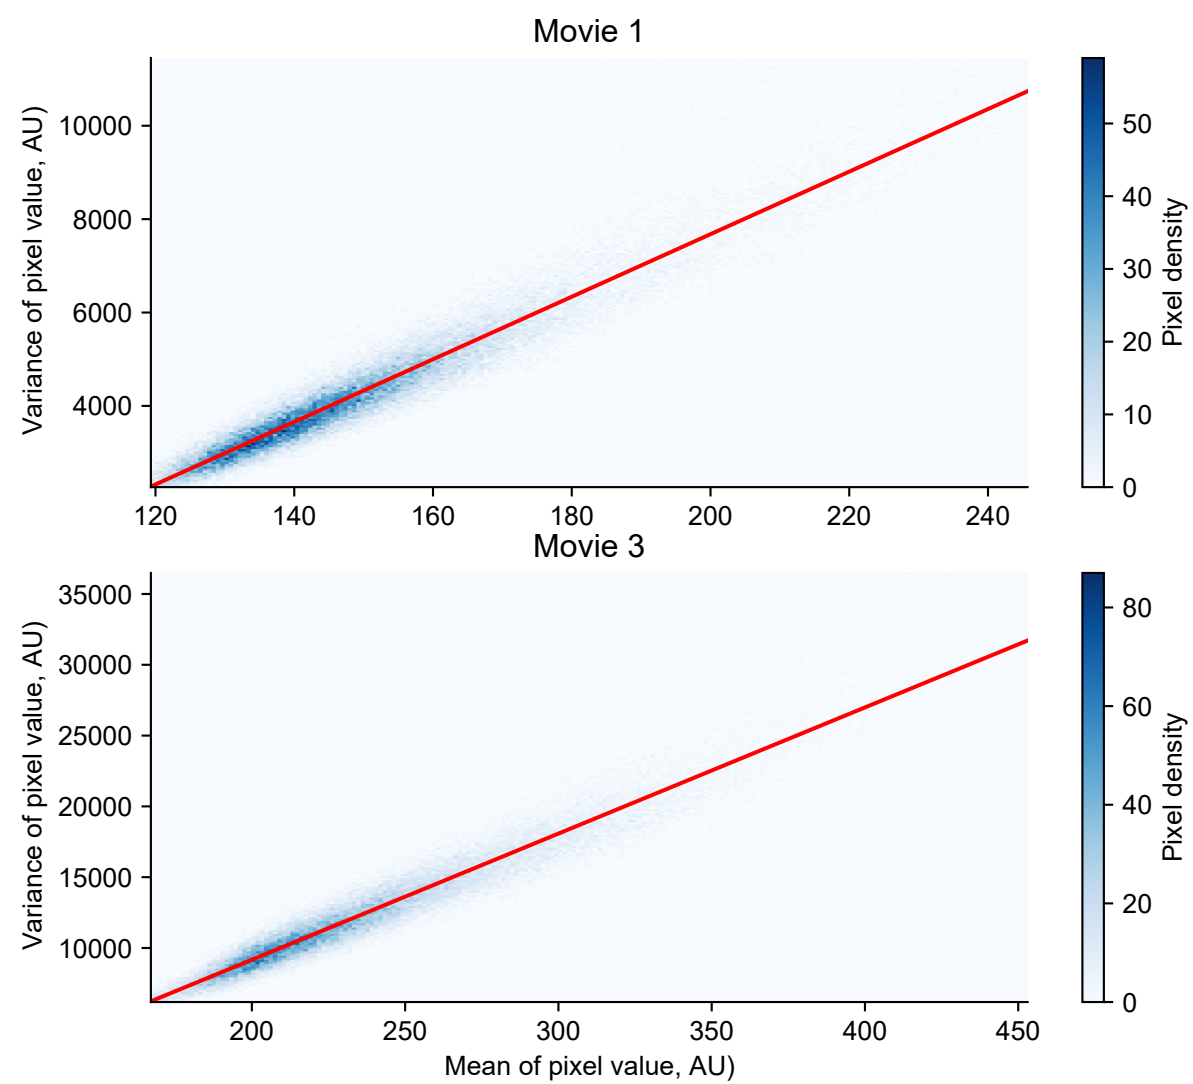 Movie 1
Variance of pixel value, AU)
10000
8000
6000
4000
120 140 160 180 200 220 240
50
40
30
20
10
0
Pixel density
Movie 3
Variance of pixel value, AU)
35000
30000
25000
20000
15000
10000
200 250 300 350 400 450
Mean of pixel value, AU)
80
60
40
20
0
Pixel density